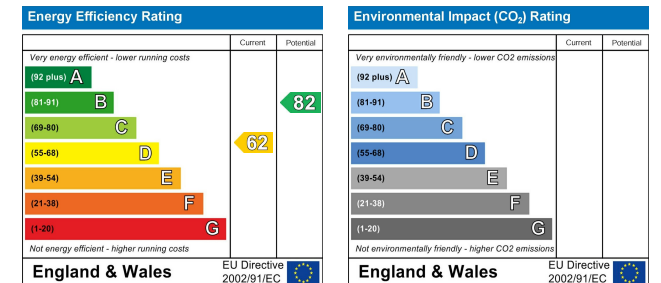 Energy Efficiency Rating
Current Potential
Very energy efficient - lower running costs
(92 plus) A
(81-91) B
82
(69-80) C
62
(55-68) D
(39-54) E
(21-38) F
(1-20) G
Not energy efficient - higher running costs
England & Wales
EU Directive
2002/91/EC
Environmental Impact (CO₂) Rating
Current Potential
Very environmentally friendly - lower CO2 emissions
(92 plus) A
(81-91) B
(69-80) C
(55-68) D
(39-54) E
(21-38) F
(1-20) G
Not environmentally friendly - higher CO2 emissions
England & Wales
EU Directive
2002/91/EC